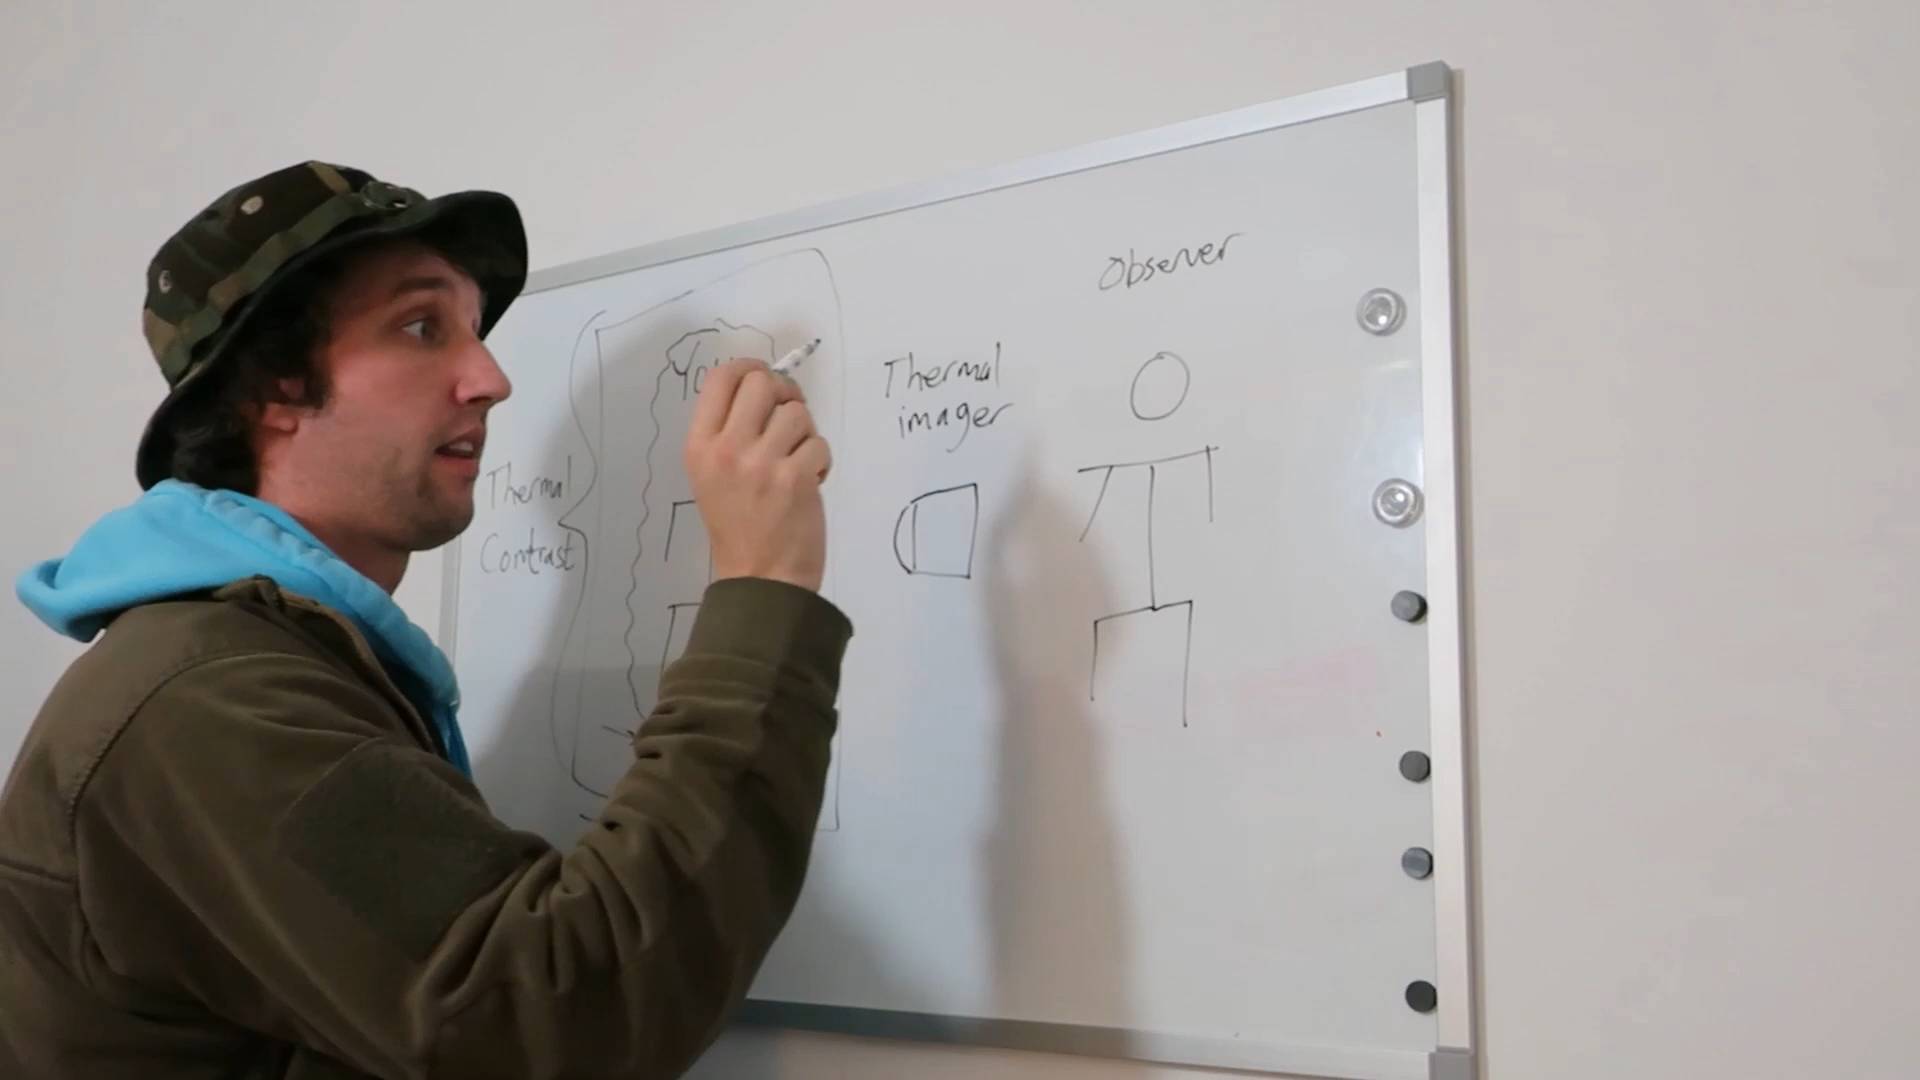 Observer
Thermal
imager
Thermal
Contrast